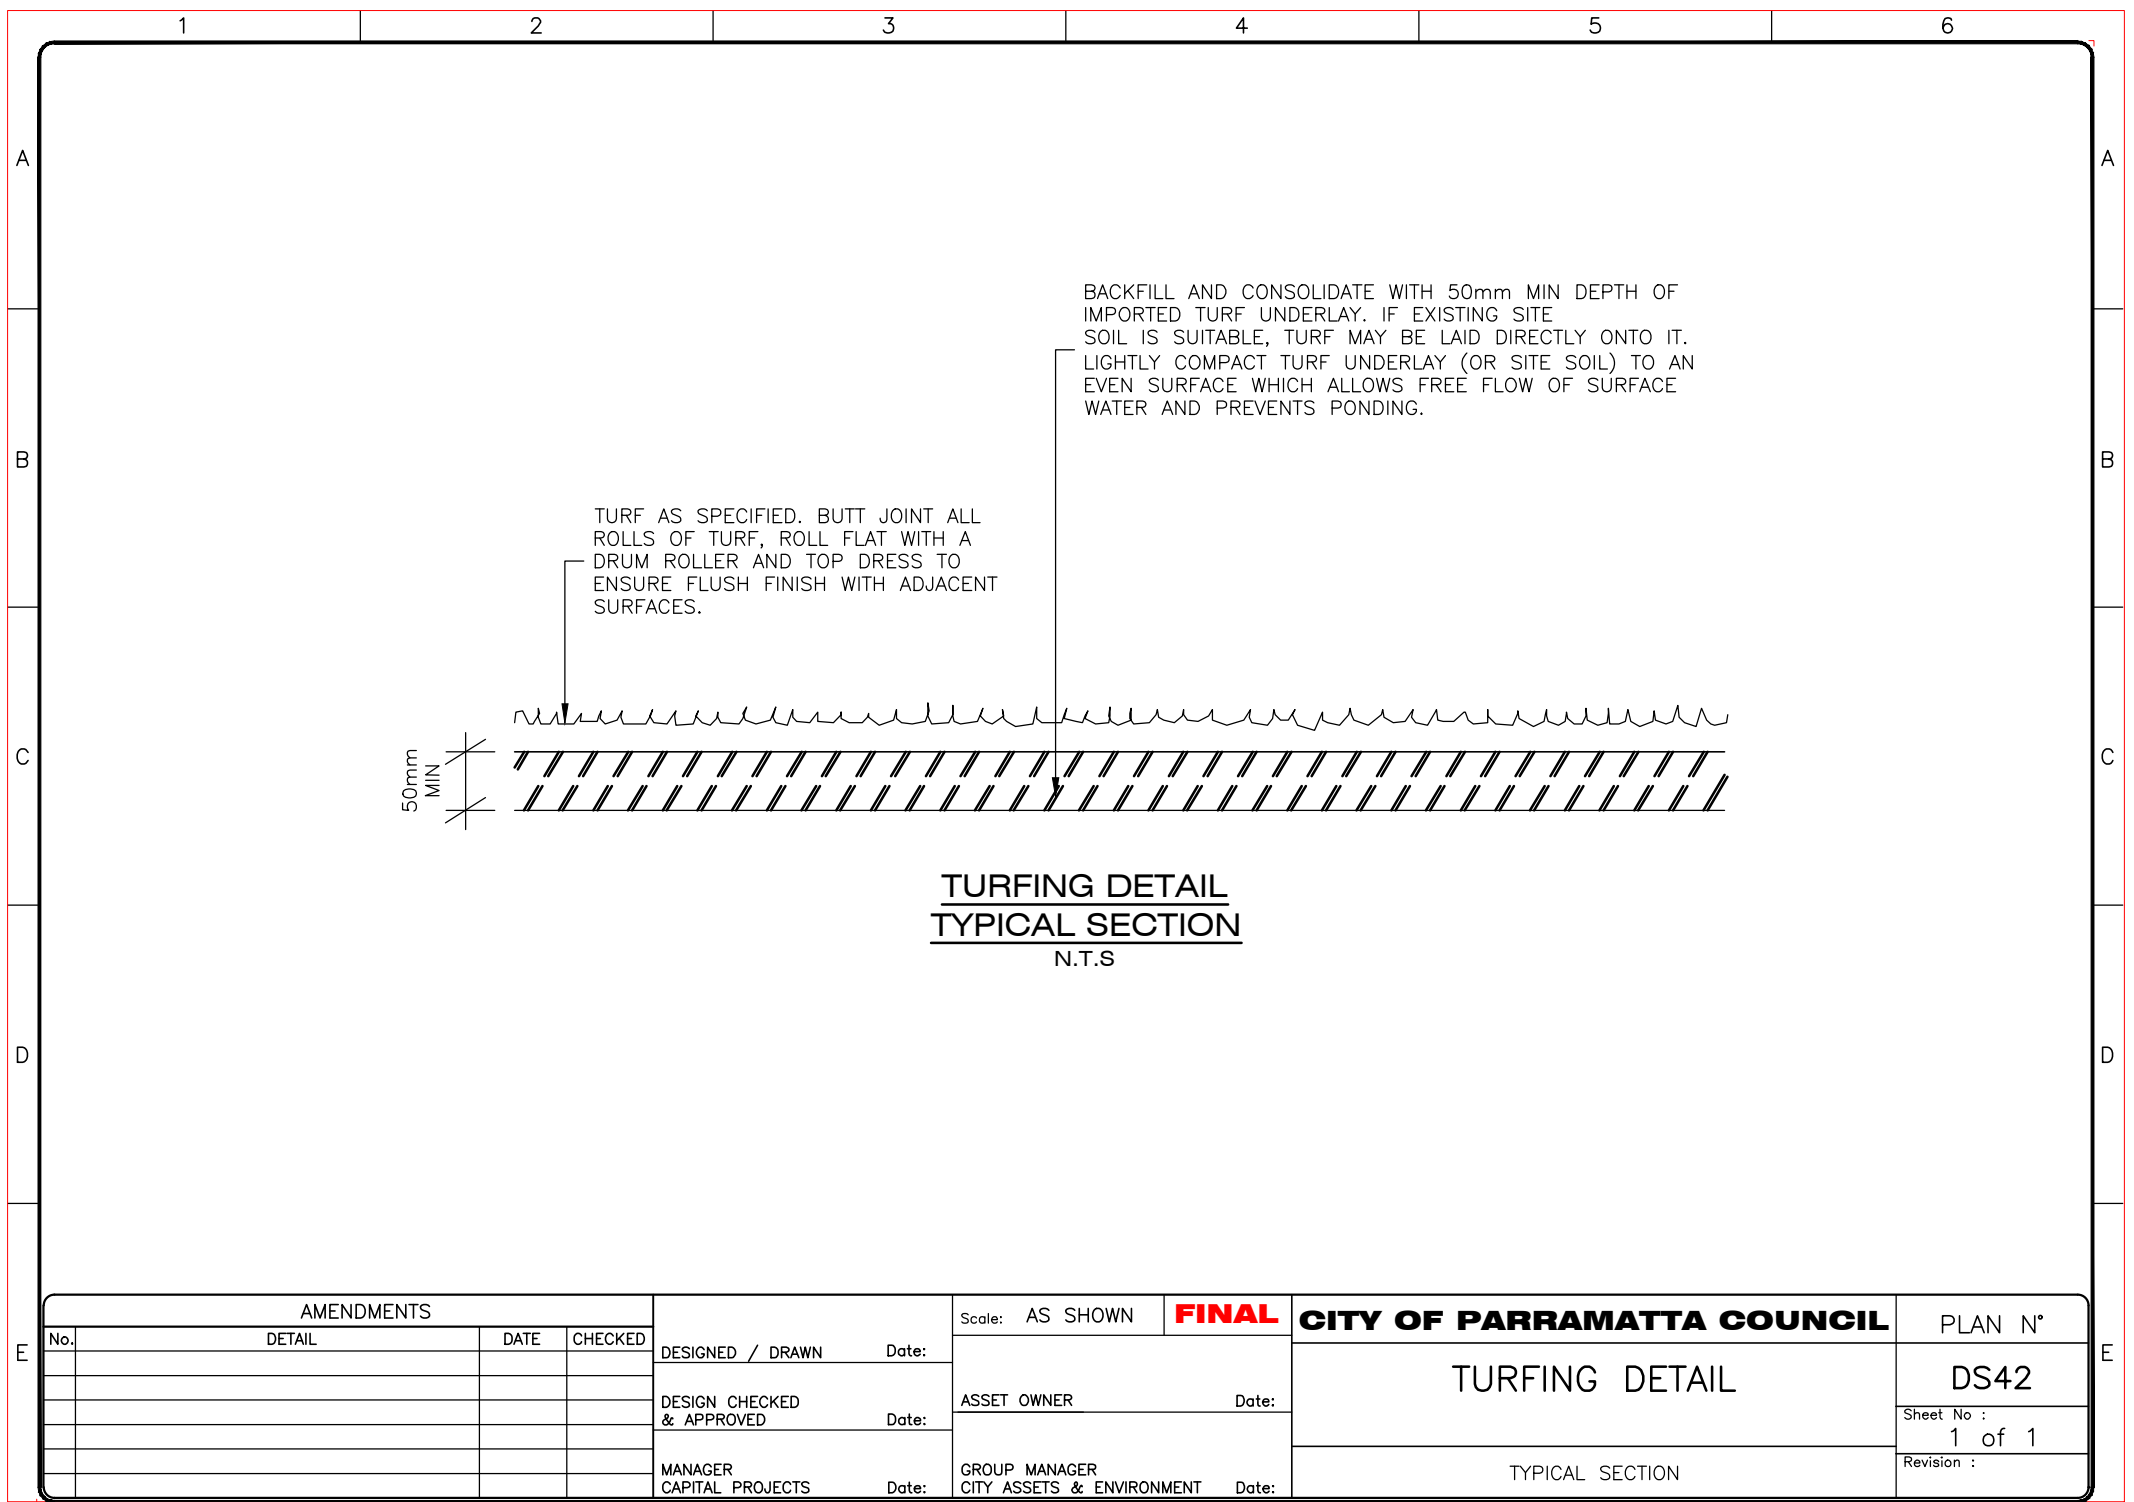 1 2 3 4 5 6
A A
BACKFILL AND CONSOLIDATE WITH 50mm MIN DEPTH OF
IMPORTED TURF UNDERLAY. IF EXISTING SITE
SOIL IS SUITABLE, TURF MAY BE LAID DIRECTLY ONTO IT.
LIGHTLY COMPACT TURF UNDERLAY (OR SITE SOIL) TO AN
EVEN SURFACE WHICH ALLOWS FREE FLOW OF SURFACE
WATER AND PREVENTS PONDING.
B B
TURF AS SPECIFIED. BUTT JOINT ALL
ROLLS OF TURF, ROLL FLAT WITH A
DRUM ROLLER AND TOP DRESS TO
ENSURE FLUSH FINISH WITH ADJACENT
SURFACES.
C C
50mm
MIN
TURFING DETAIL
TYPICAL SECTION
N.T.S
D D
E E
AMENDMENTS
No. DETAIL DATE CHECKED
DESIGNED / DRAWN Date:
DESIGN CHECKED
& APPROVED Date:
MANAGER
CAPITAL PROJECTS Date:
Scale: AS SHOWN FINAL
ASSET OWNER Date:
GROUP MANAGER
CITY ASSETS & ENVIRONMENT Date:
CITY OF PARRAMATTA COUNCIL
TURFING DETAIL
TYPICAL SECTION
PLAN N°
DS42
Sheet No :
1 of 1
Revision :